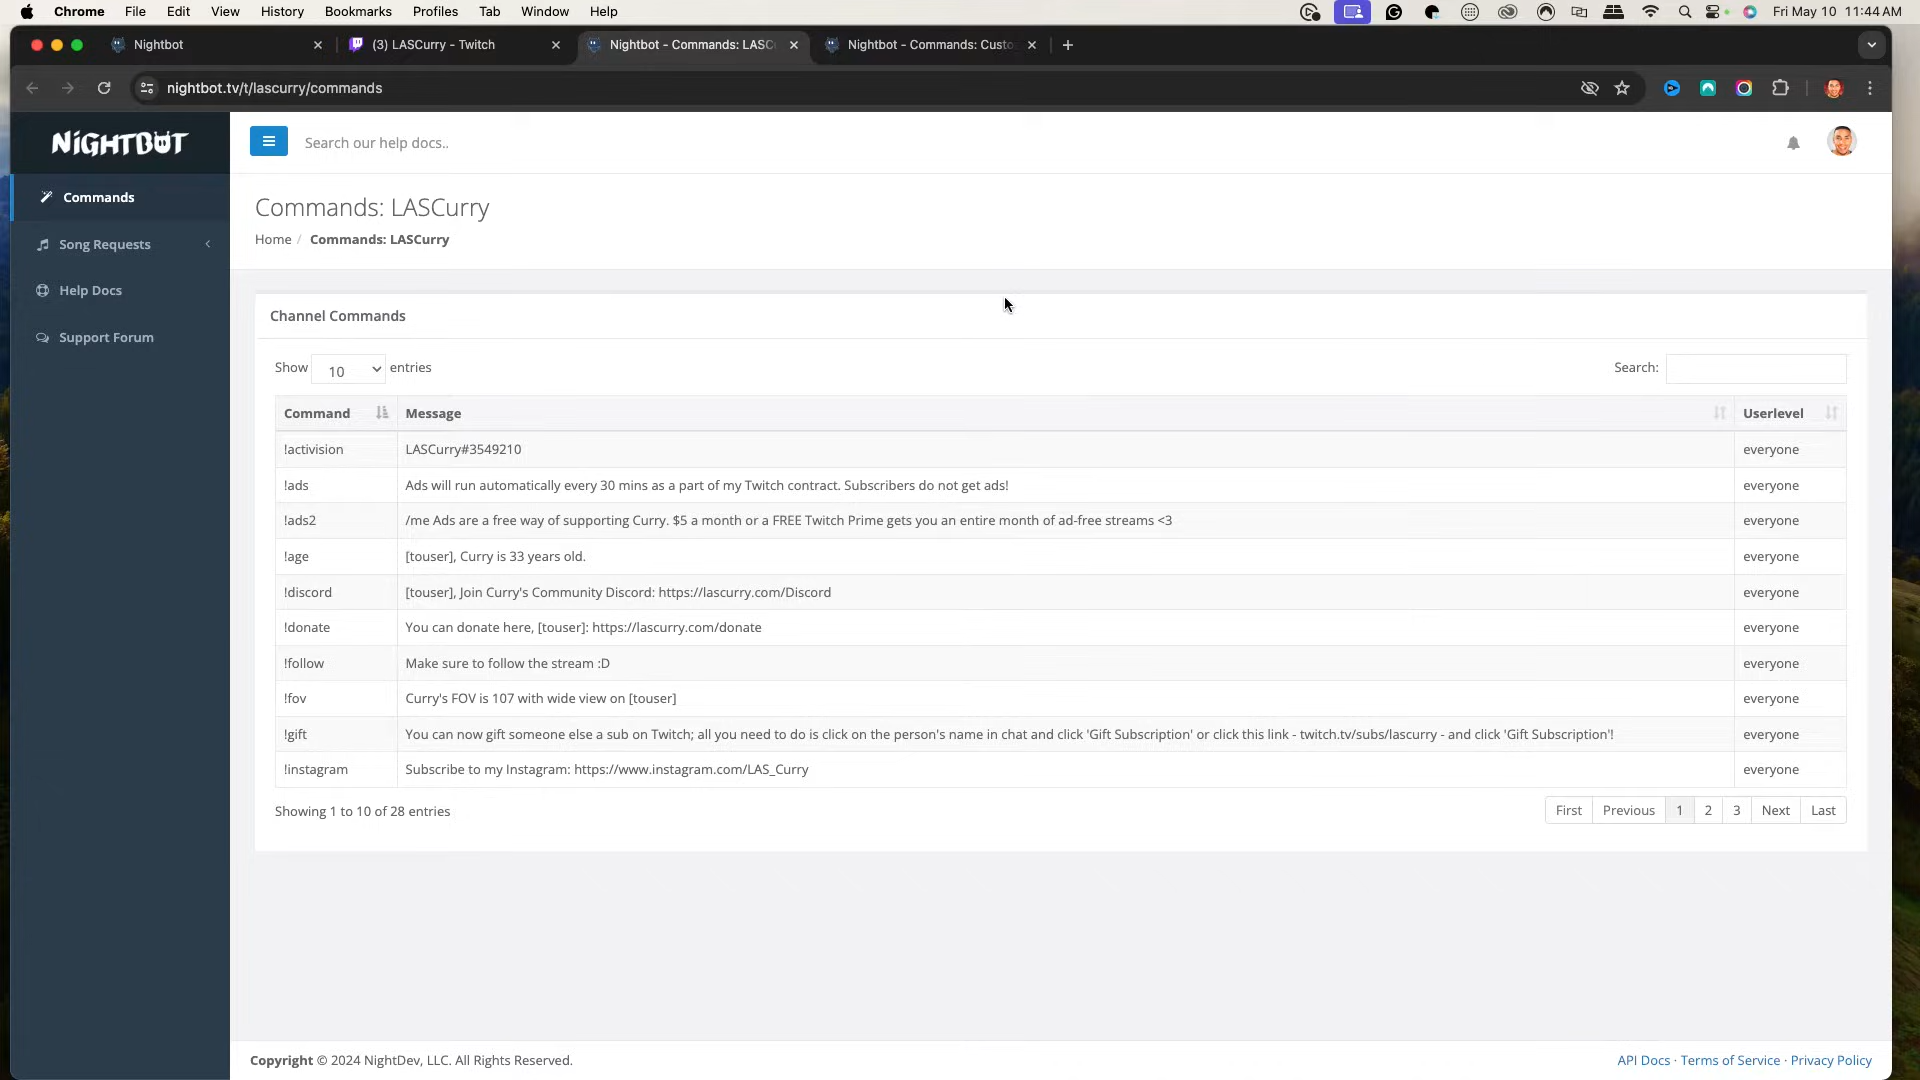 Chrome File Edit View History Bookmarks Profiles Tab Window Help Fri May 10 11:44 AM
Nightbot (3) LASCurry - Twitch Nightbot - Commands: LASC Nightbot - Commands: Custo
nightbot.tv/t/lascurry/commands
NIGHTBOT
Search our help docs..
Commands
Song Requests
Help Docs
Support Forum
Commands: LASCurry
Home / Commands: LASCurry
Channel Commands
Show 10 entries Search:
Command Message Userlevel
!activision LASCurry#3549210 everyone
!ads Ads will run automatically every 30 mins as a part of my Twitch contract. Subscribers do not get ads! everyone
!ads2 /me Ads are a free way of supporting Curry. $5 a month or a FREE Twitch Prime gets you an entire month of ad-free streams <3 everyone
!age [touser], Curry is 33 years old. everyone
!discord [touser], Join Curry's Community Discord: https://lascurry.com/Discord everyone
!donate You can donate here, [touser]: https://lascurry.com/donate everyone
!follow Make sure to follow the stream :D everyone
!fov Curry's FOV is 107 with wide view on [touser] everyone
!gift You can now gift someone else a sub on Twitch; all you need to do is click on the person's name in chat and click 'Gift Subscription' or click this link - twitch.tv/subs/lascurry - and click 'Gift Subscription'! everyone
!instagram Subscribe to my Instagram: https://www.instagram.com/LAS_Curry everyone
Showing 1 to 10 of 28 entries First Previous 1 2 3 Next Last
Copyright © 2024 NightDev, LLC. All Rights Reserved. API Docs · Terms of Service · Privacy Policy